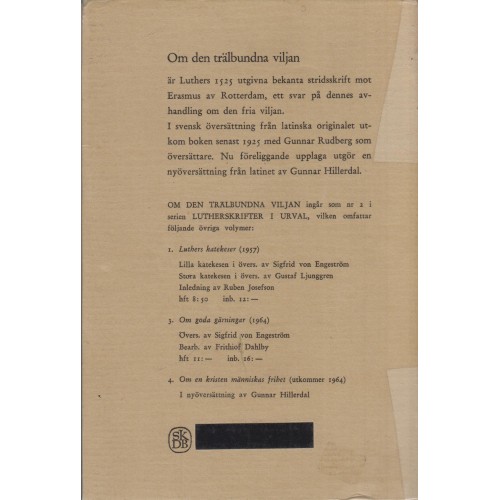 Om den trälbundna viljan
är Luthers 1525 utgivna bekanta stridsskrift mot
Erasmus av Rotterdam, ett svar på dennes av-
handling om den fria viljan.
I svensk översättning från latinska originalet ut-
kom boken senast 1925 med Gunnar Rudberg som
översättare. Nu föreliggande upplaga utgör en
nyöversättning från latinet av Gunnar Hillerdal.
OM DEN TRÄLBUNDNA VILJAN ingår som nr 2 i
serien LUTHERSKRIFTER I URVAL, vilken omfattar
följande övriga volymer:
1. Luthers katekeser (1957)
Lilla katekesen i övers. av Sigfrid von Engeström
Stora katekesen i övers. av Gustaf Ljunggren
Inledning av Ruben Josefson
hft 8:50 inb. 12:—
3. Om goda gärningar (1964)
Övers. av Sigfrid von Engeström
Bearb. av Frithiof Dahlby
hft 11:— inb. 16:—
4. Om en kristen människas frihet (utkommer 1964)
I nyöversättning av Gunnar Hillerdal
SK
DB